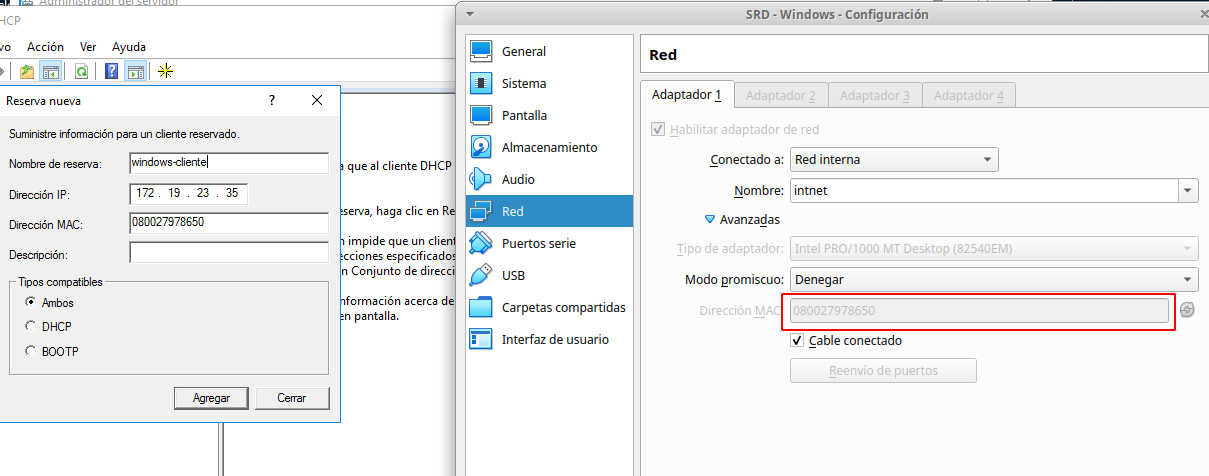 Administrador del servidor
HCP
vo Acción Ver Ayuda
Reserva nueva
Suministre información para un cliente reservado.
Nombre de reserva: windows-cliente
Dirección IP: 172 . 19 . 23 . 35
Dirección MAC: 080027978650
Descripción:
Tipos compatibles
Ambos
DHCP
BOOTP
Agregar Cerrar
a que al cliente DHCP
eserva, haga clic en Re
n impide que un client
ecciones especificados
n Conjunto de direcci
nformación acerca de
en pantalla.
SRD - Windows - Configuración
General
Sistema
Pantalla
Almacenamiento
Audio
Red
Puertos serie
USB
Carpetas compartidas
Interfaz de usuario
Red
Adaptador 1 Adaptador 2 Adaptador 3 Adaptador 4
Habilitar adaptador de red
Conectado a: Red interna
Nombre: intnet
Avanzadas
Tipo de adaptador: Intel PRO/1000 MT Desktop (82540EM)
Modo promiscuo: Denegar
Dirección MAC 080027978650
Cable conectado
Reenvío de puertos